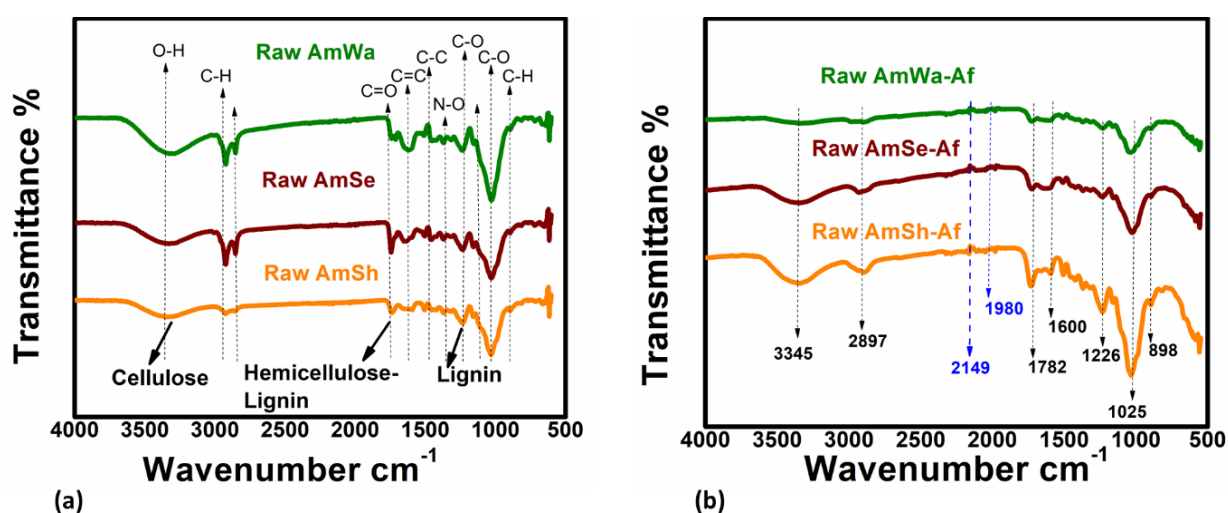 (a)
Transmittance %
O-H
C-H
Raw AmWa
C=O
C=C
C-C
N-O
C-O
C-O
C-H
Raw AmSe
Raw AmSh
Cellulose
Hemicellulose-
Lignin
Lignin
4000 3500 3000 2500 2000 1500 1000 500
Wavenumber cm-1
(a)
(b)
Transmittance %
Raw AmWa-Af
Raw AmSe-Af
Raw AmSh-Af
3345
2897
2149
1980
1782
1600
1226
1025
898
4000 3500 3000 2500 2000 1500 1000 500
Wavenumber cm-1
(b)